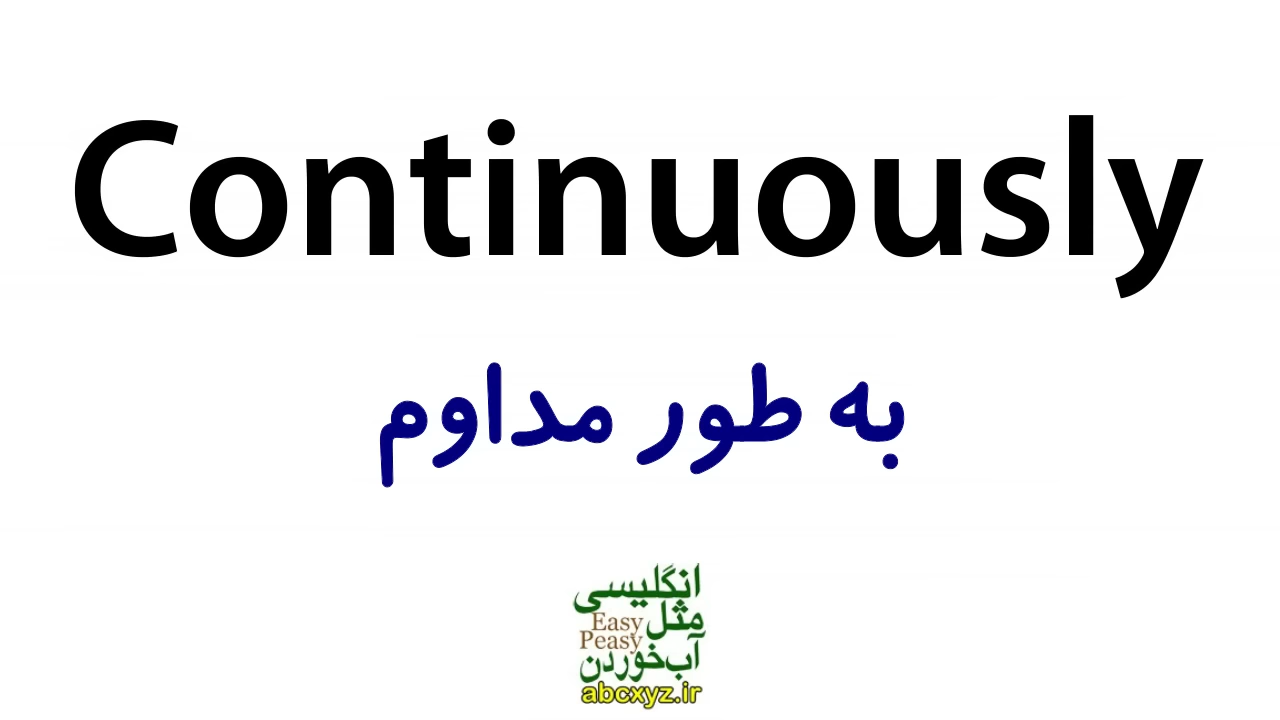 Continuously
به طور مداوم
انگلیسی
مثل
Easy
Peasy
آب‌خوردن
abcxyz.ir